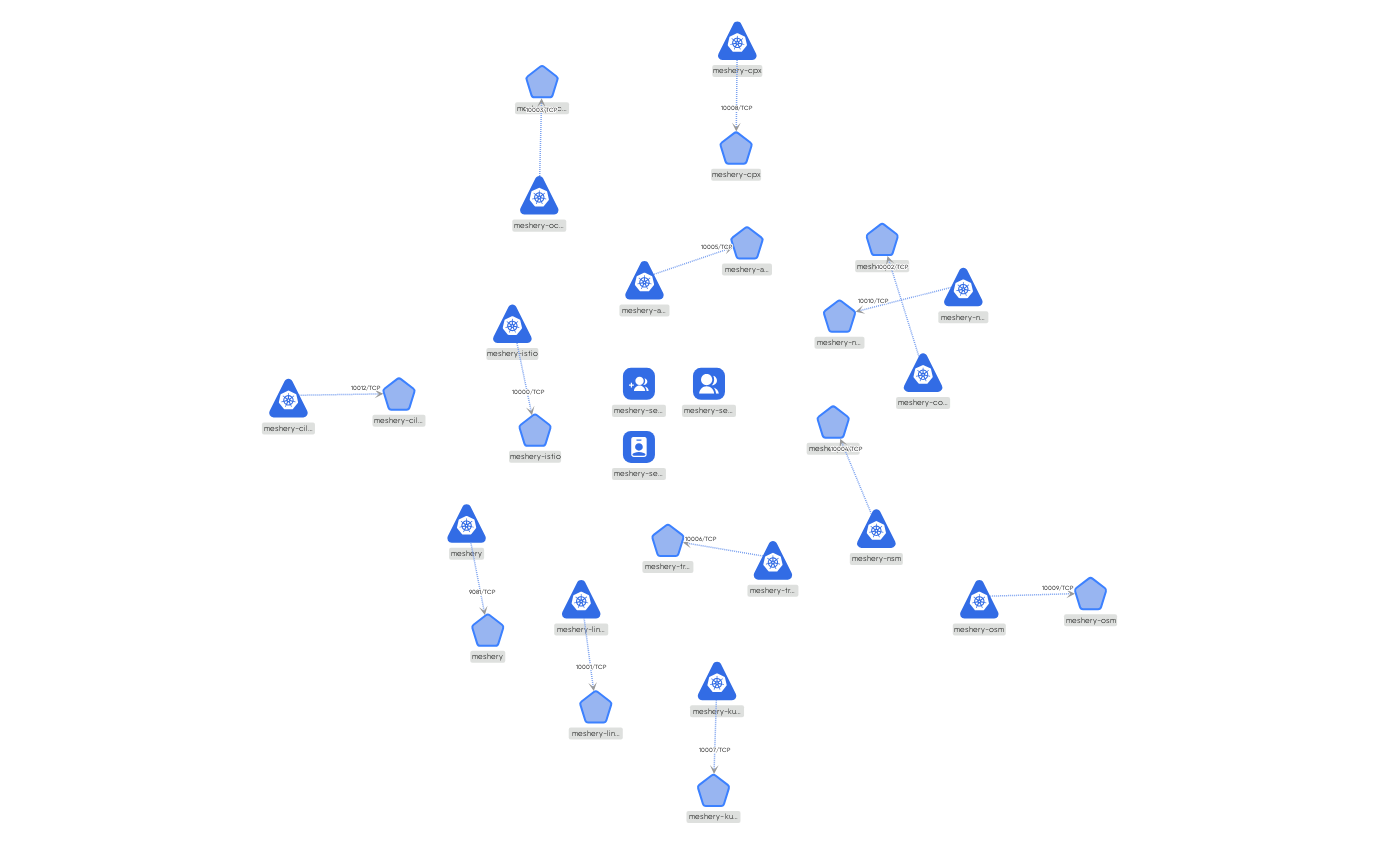 meshery-cpx
10008/TCP
meshery-cpx
10003/TCP
meshery-oc...
10005/TCP
meshery-a...
meshery-a...
10002/TCP
10010/TCP
meshery-n...
meshery-n...
meshery-co...
meshery-istio
10000/TCP
meshery-istio
10012/TCP
meshery-cil...
meshery-cil...
meshery-se...
meshery-se...
meshery-se...
10004/TCP
meshery-nsm
meshery
9081/TCP
meshery
10006/TCP
meshery-tr...
meshery-tr...
meshery-lin...
10001/TCP
meshery-lin...
10009/TCP
meshery-osm
meshery-osm
meshery-ku...
10007/TCP
meshery-ku...